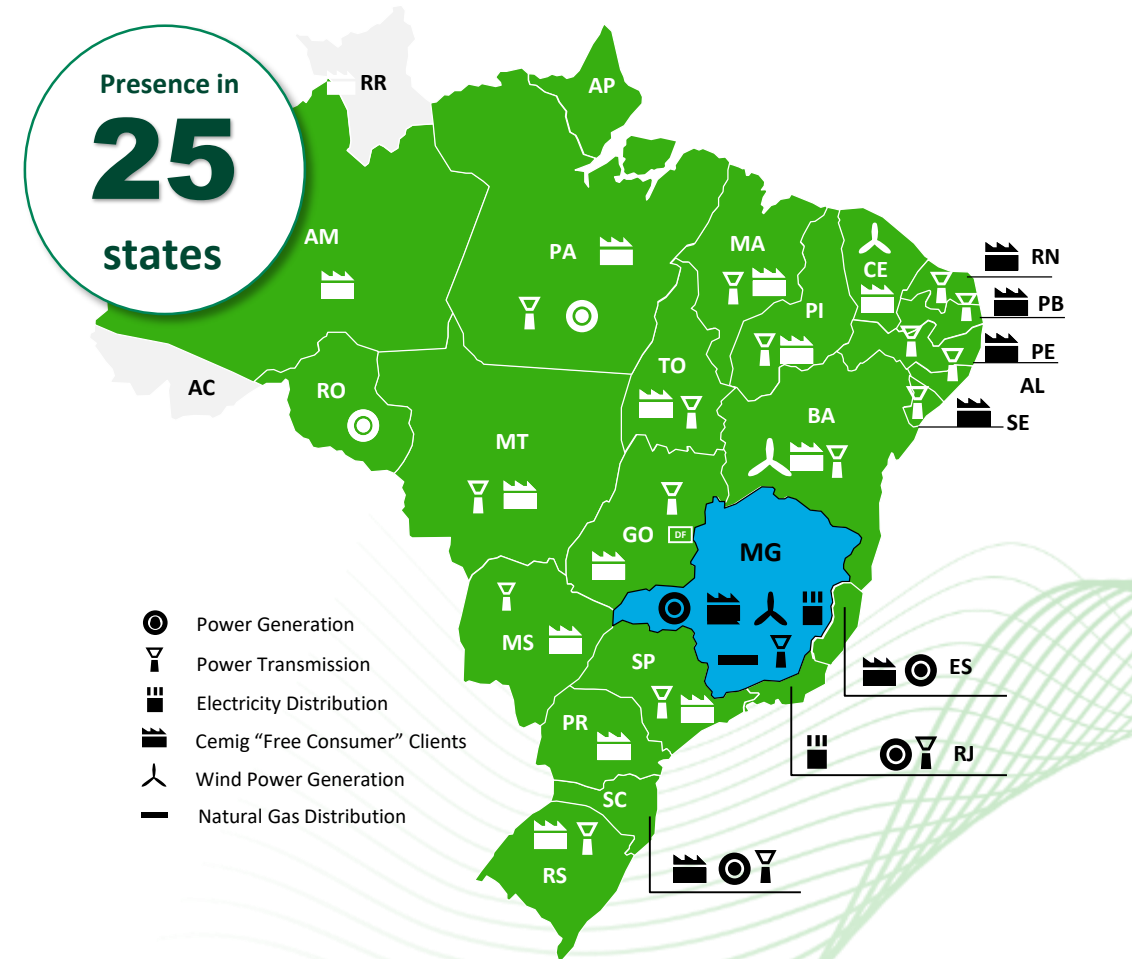 Presence in
25
states
RR
AP
AM
PA
MA
CE
RN
PI
PB
PE
TO
AL
AC
RO
BA
SE
MT
GO
DF
MG
Power Generation
Power Transmission
MS
SP
ES
Electricity Distribution
PR
Cemig “Free Consumer” Clients
RJ
Wind Power Generation
SC
Natural Gas Distribution
RS